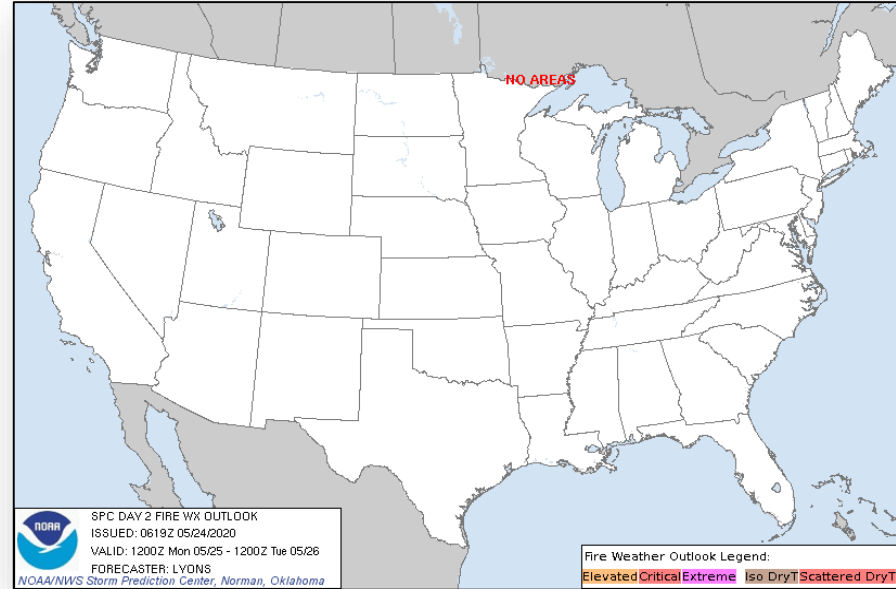 NO AREAS
SPC DAY 2 FIRE WX OUTLOOK
ISSUED: 0619Z 05/24/2020
VALID: 1200Z Mon 05/25 - 1200Z Tue 05/26
FORECASTER: LYONS
NOAA
NOAA/NWS Storm Prediction Center, Norman, Oklahoma
Fire Weather Outlook Legend:
Elevated Critical Extreme Iso DryT Scattered DryT